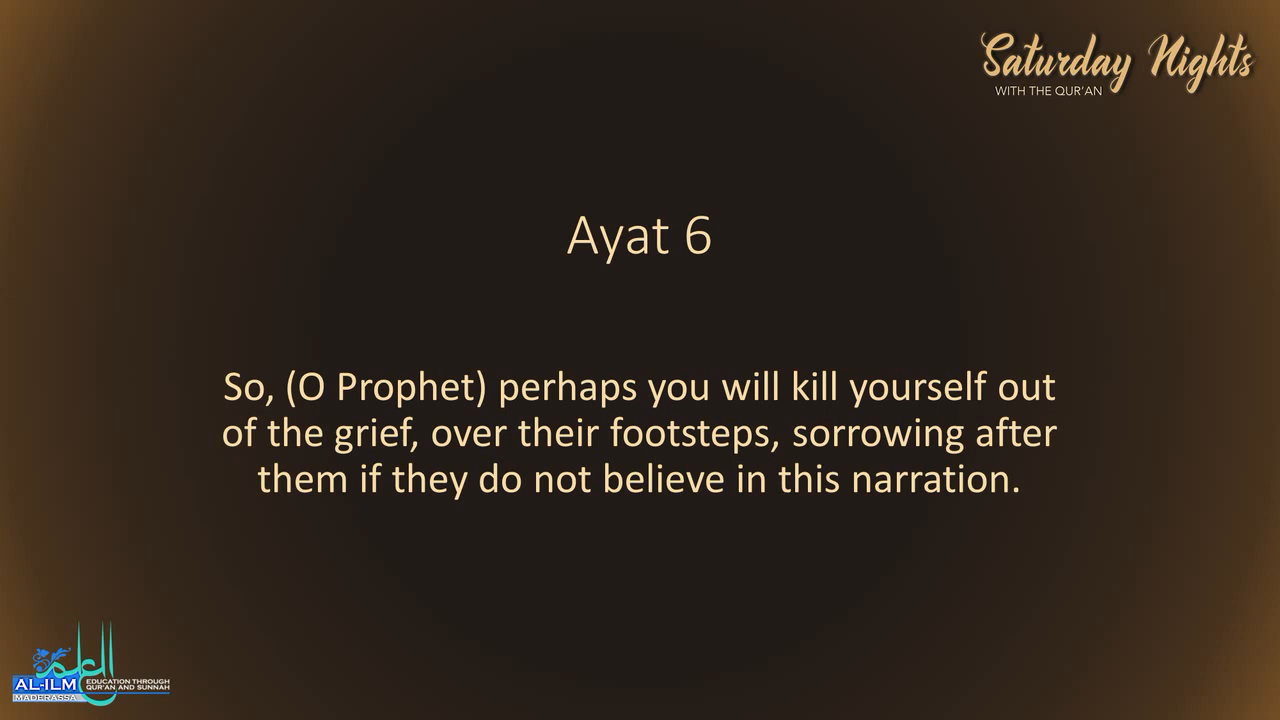 Saturday Nights
WITH THE QUR'AN
Ayat 6
So, (O Prophet) perhaps you will kill yourself out
of the grief, over their footsteps, sorrowing after
them if they do not believe in this narration.
العلم
AL-ILM
MADERASSA
EDUCATION THROUGH
QUR'AN AND SUNNAH